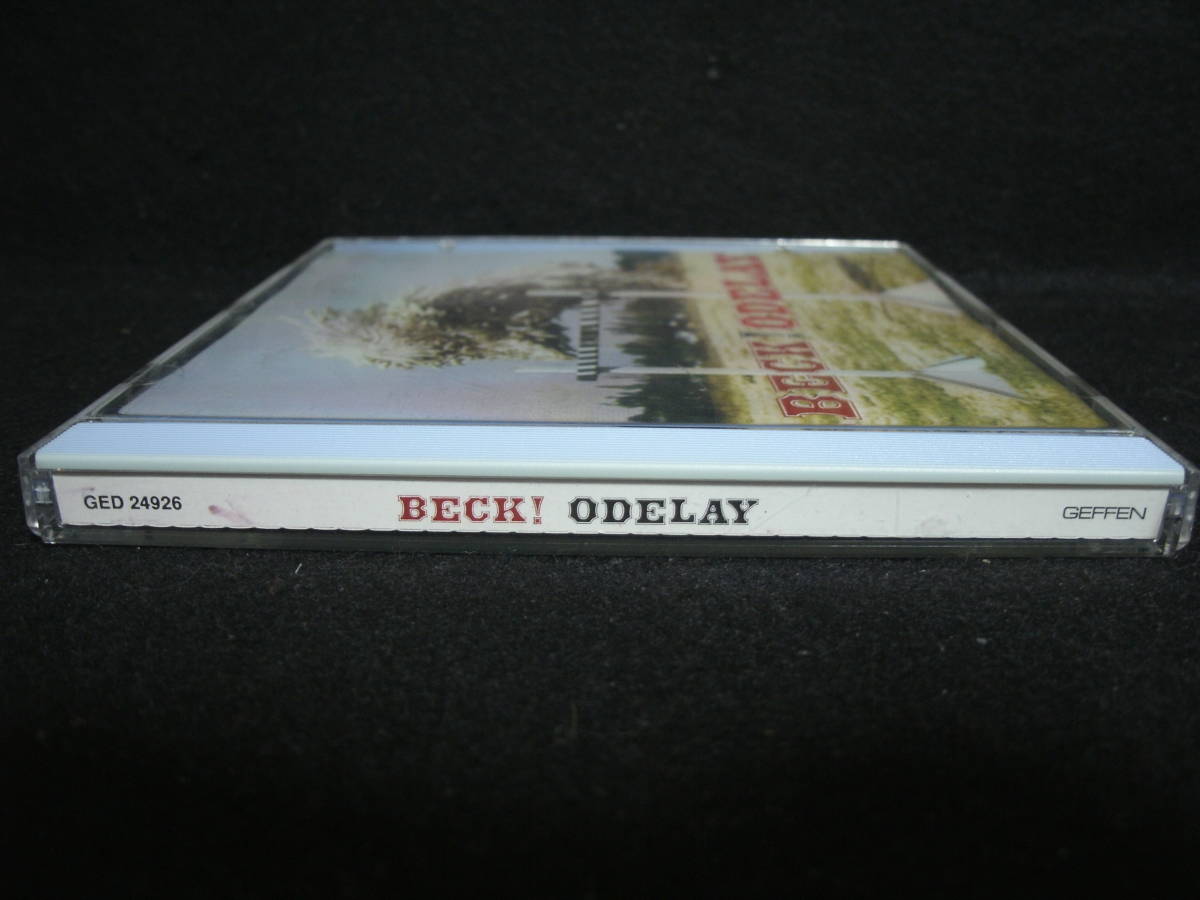 BECK! ODELAY
GED 24926 BECK! ODELAY GEFFEN